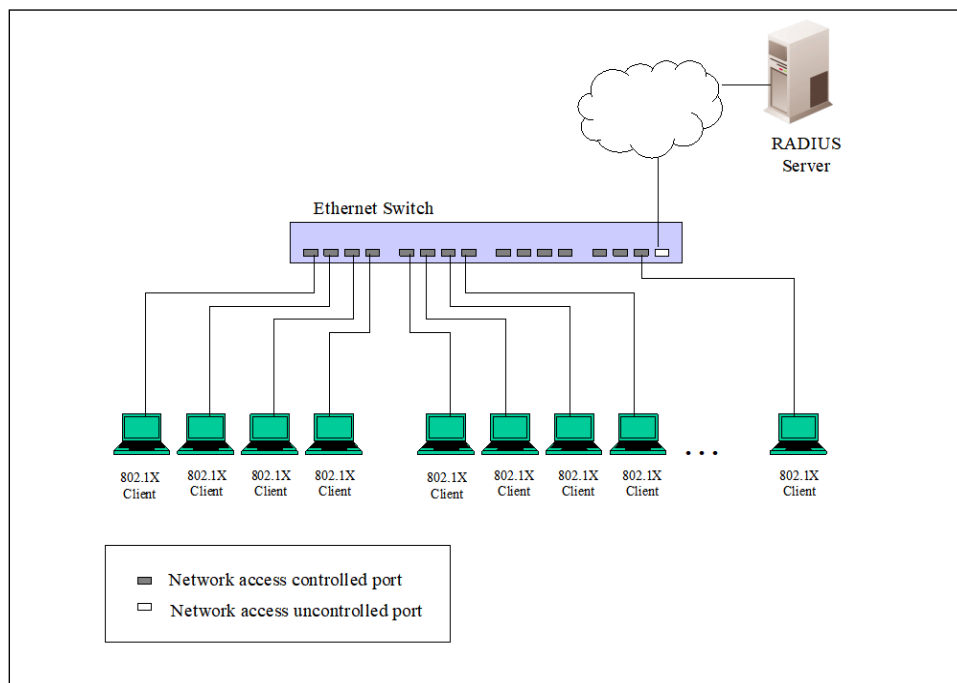 RADIUS
Server
Ethernet Switch
802.1X
Client
802.1X
Client
802.1X
Client
802.1X
Client
802.1X
Client
802.1X
Client
802.1X
Client
802.1X
Client
. . .
802.1X
Client
Network access controlled port
Network access uncontrolled port